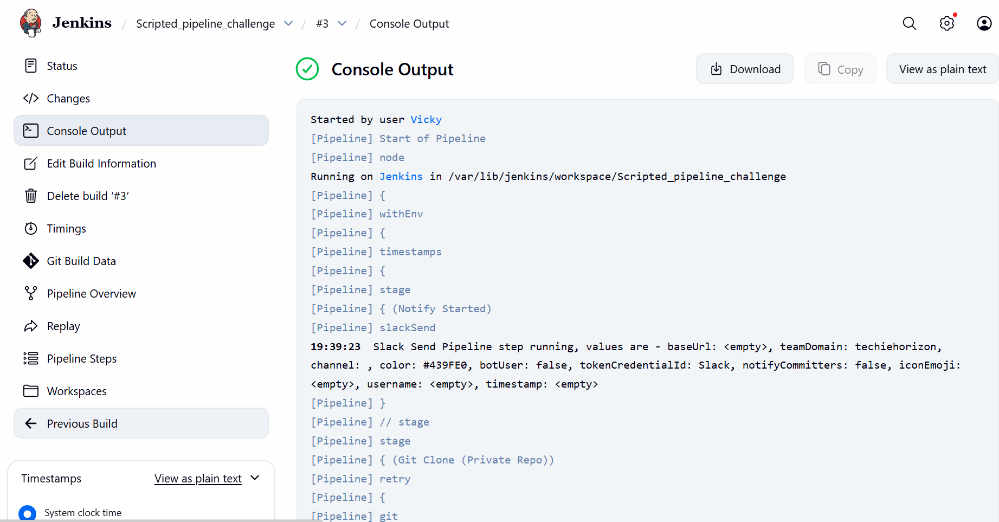 Jenkins / Scripted_pipeline_challenge / #3 / Console Output
Status
Changes
Console Output
Edit Build Information
Delete build ‘#3’
Timings
Git Build Data
Pipeline Overview
Replay
Pipeline Steps
Workspaces
Previous Build
Timestamps
View as plain text
System clock time
Console Output
Download
Copy
View as plain text
Started by user Vicky
[Pipeline] Start of Pipeline
[Pipeline] node
Running on Jenkins in /var/lib/jenkins/workspace/Scripted_pipeline_challenge
[Pipeline] {
[Pipeline] withEnv
[Pipeline] {
[Pipeline] timestamps
[Pipeline] {
[Pipeline] stage
[Pipeline] { (Notify Started)
[Pipeline] slackSend
19:39:23  Slack Send Pipeline step running, values are - baseUrl: <empty>, teamDomain: techiehorizon,
channel: , color: #439FE0, botUser: false, tokenCredentialId: Slack, notifyCommitters: false, iconEmoji:
<empty>, username: <empty>, timestamp: <empty>
[Pipeline] }
[Pipeline] // stage
[Pipeline] stage
[Pipeline] { (Git Clone (Private Repo))
[Pipeline] retry
[Pipeline] {
[Pipeline] git